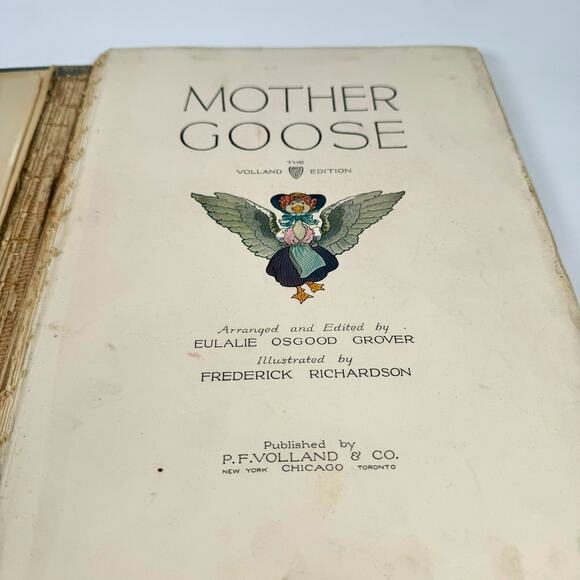 MOTHER
GOOSE
THE
VOLLAND EDITION
Arranged and Edited by
EULALIE OSGOOD GROVER
Illustrated by
FREDERICK RICHARDSON
Published by
P.F.VOLLAND & CO.
NEW YORK CHICAGO TORONTO